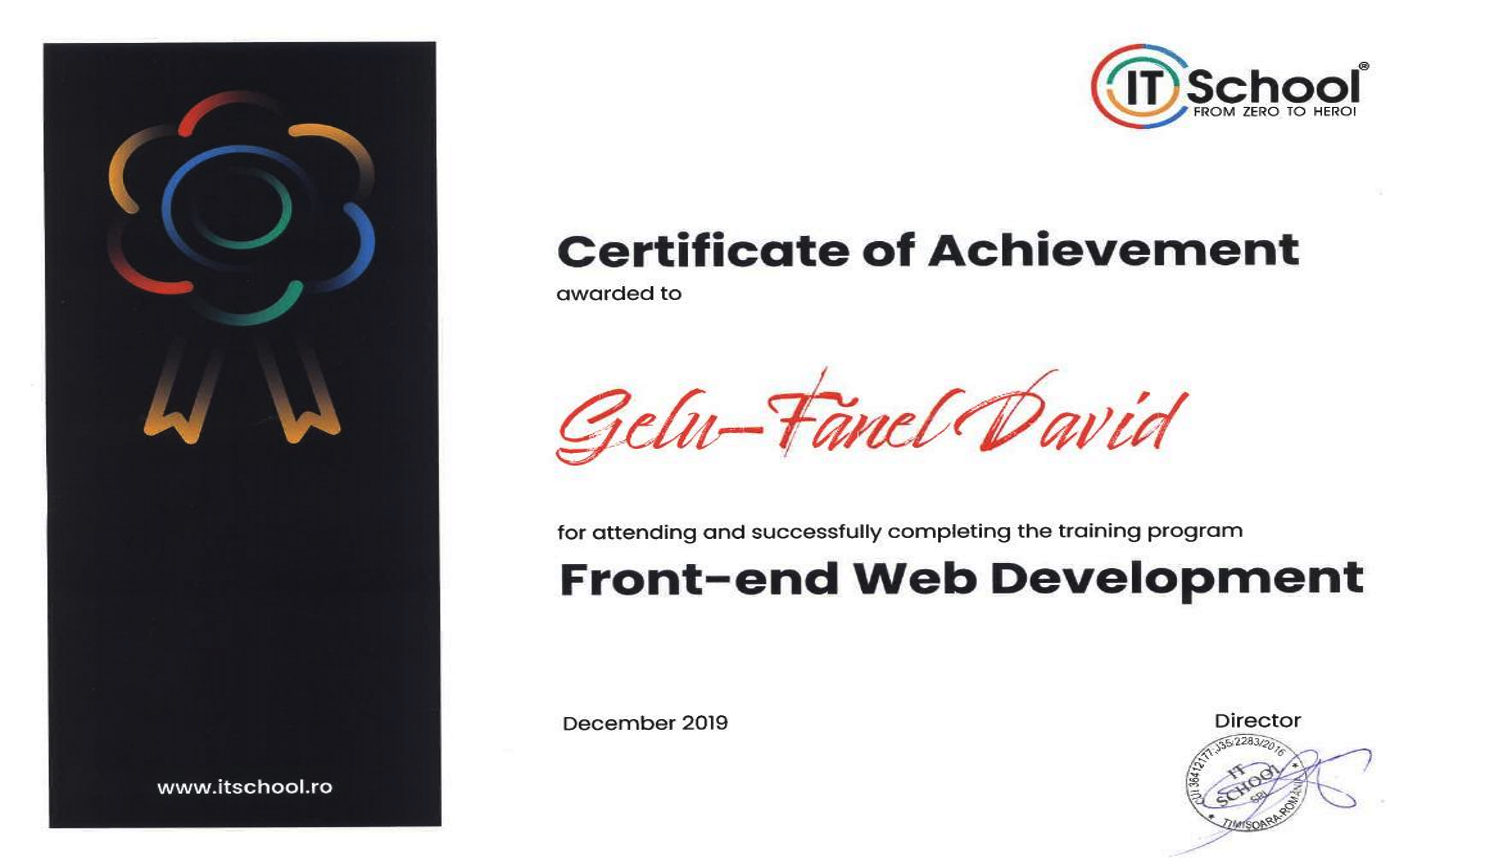 IT School®
FROM ZERO TO HERO!
Certificate of Achievement
awarded to
Gelu-Fănel David
for attending and successfully completing the training program
Front-end Web Development
December 2019
Director
CUI 36412177·J35/2283/2016
IT
SCHOOL
SRL
* TIMIȘOARA-ROMÂNIA *
www.itschool.ro